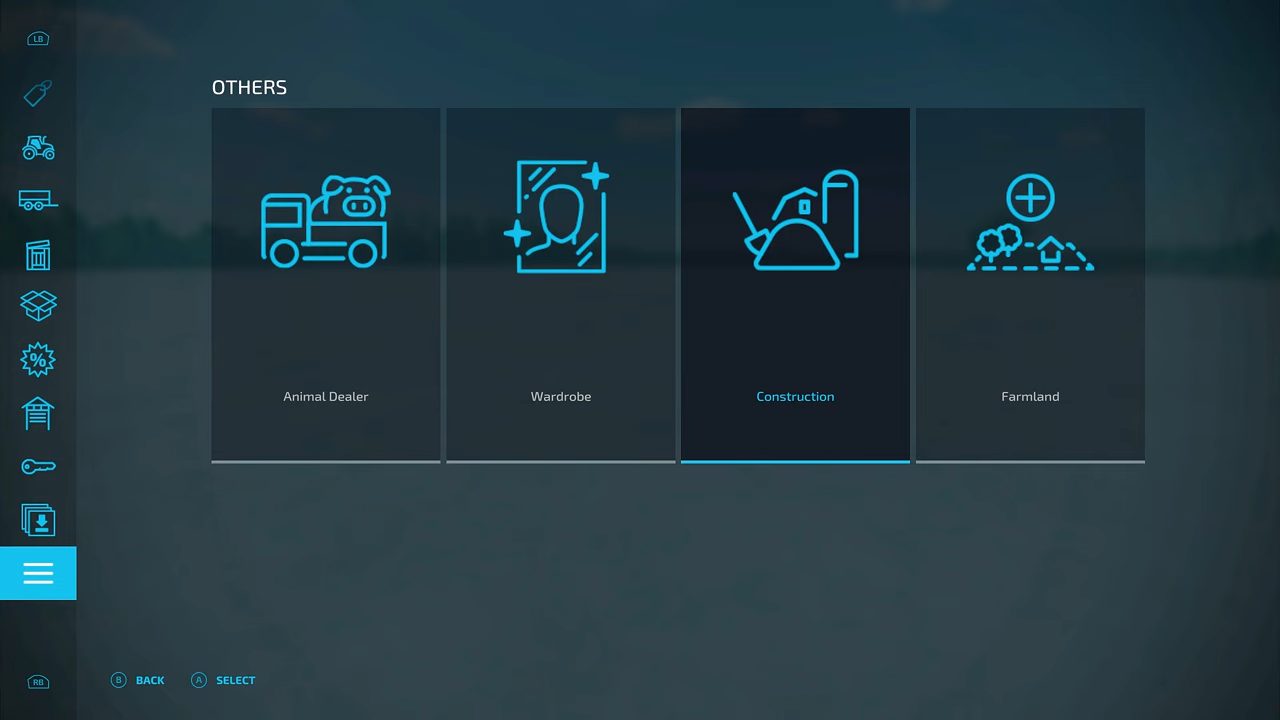 LB
OTHERS
%
Animal Dealer
Wardrobe
Construction
Farmland
RB
B BACK
A SELECT